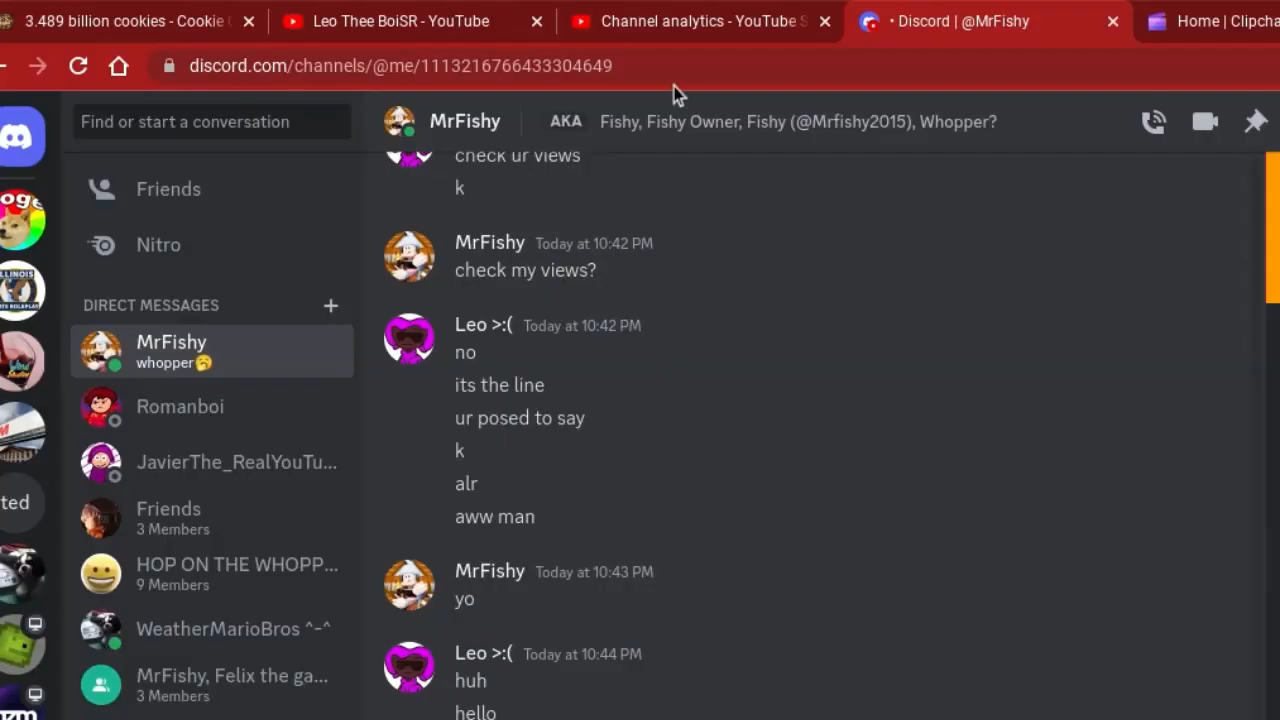 3.489 billion cookies - Cookie
Leo Thee BoiSR - YouTube
Channel analytics - YouTube S
• Discord | @MrFishy
Home | Clipcha
discord.com/channels/@me/1113216766433304649
Find or start a conversation
MrFishy
AKA
Fishy, Fishy Owner, Fishy (@Mrfishy2015), Whopper?
Friends
Nitro
DIRECT MESSAGES
MrFishy
whopper🥱
Romanboi
JavierThe_RealYouTu...
Friends
3 Members
HOP ON THE WHOPP...
9 Members
WeatherMarioBros ^-^
MrFishy, Felix the ga...
3 Members
oge
LLINOIS
ted
check ur views
k
MrFishy Today at 10:42 PM
check my views?
Leo >:( Today at 10:42 PM
no
its the line
ur posed to say
k
alr
aww man
MrFishy Today at 10:43 PM
yo
Leo >:( Today at 10:44 PM
huh
hello